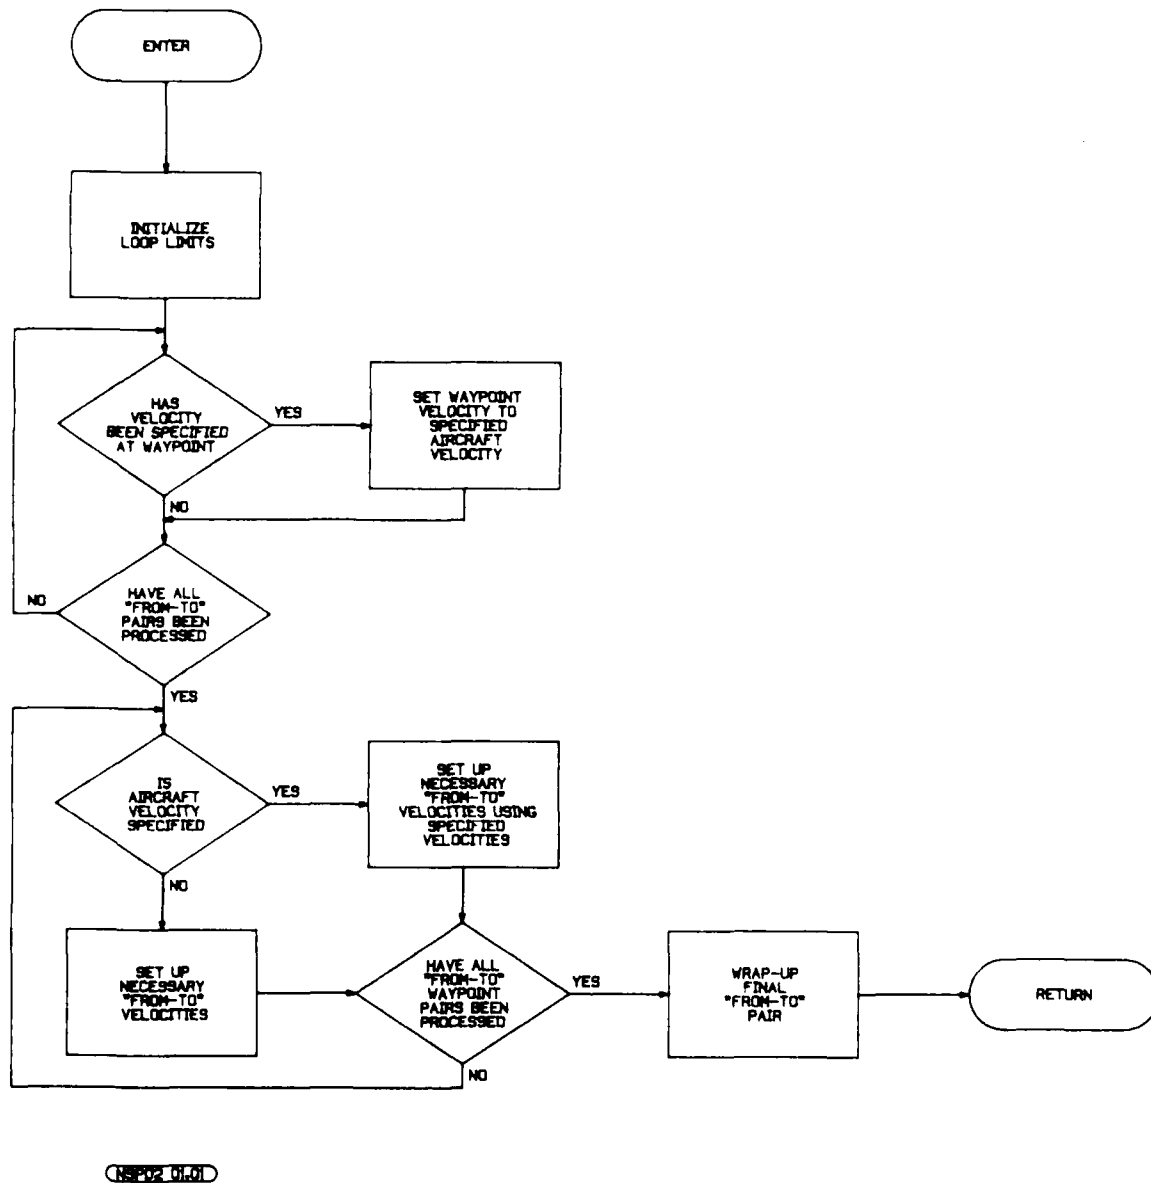 ENTER
INITIALIZE
LOOP LIMITS
HAS
VELOCITY
BEEN SPECIFIED
AT WAYPOINT
YES
SET WAYPOINT
VELOCITY TO
SPECIFIED
AIRCRAFT
VELOCITY
NO
HAVE ALL
"FROM-TO"
PAIRS BEEN
PROCESSED
NO
YES
IS
AIRCRAFT
VELOCITY
SPECIFIED
YES
SET UP
NECESSARY
"FROM-TO"
VELOCITIES USING
SPECIFIED
VELOCITIES
NO
SET UP
NECESSARY
"FROM-TO"
VELOCITIES
HAVE ALL
"FROM-TO"
WAYPOINT
PAIRS BEEN
PROCESSED
YES
NO
WRAP-UP
FINAL
"FROM-TO"
PAIR
RETURN